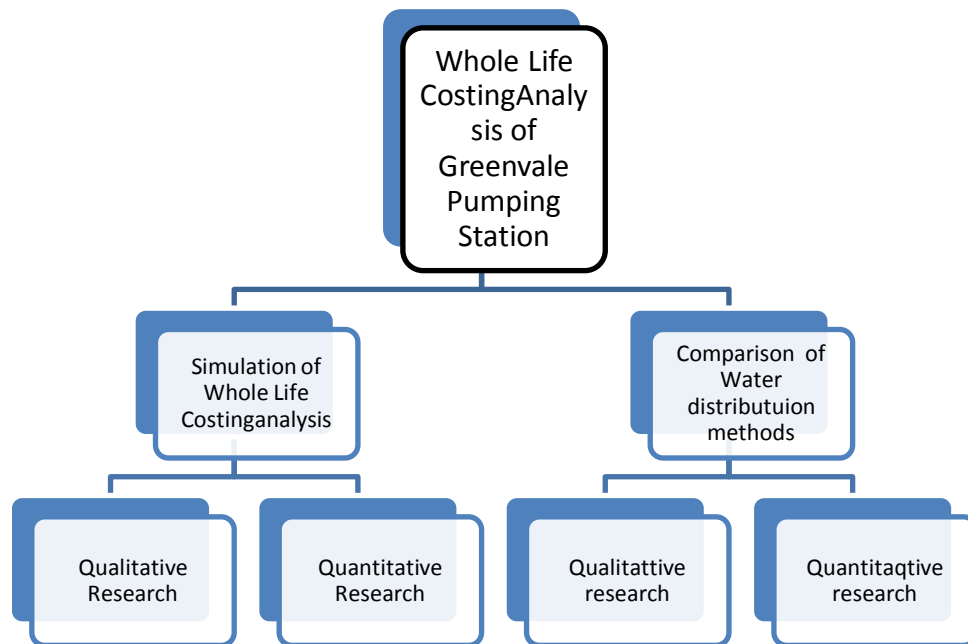 Whole Life
CostingAnaly
sis of
Greenvale
Pumping
Station
Simulation of
Whole Life
Costinganalysis
Comparison of
Water
distributuion
methods
Qualitative
Research
Quantitative
Research
Qualitattive
research
Quantitaqtive
research